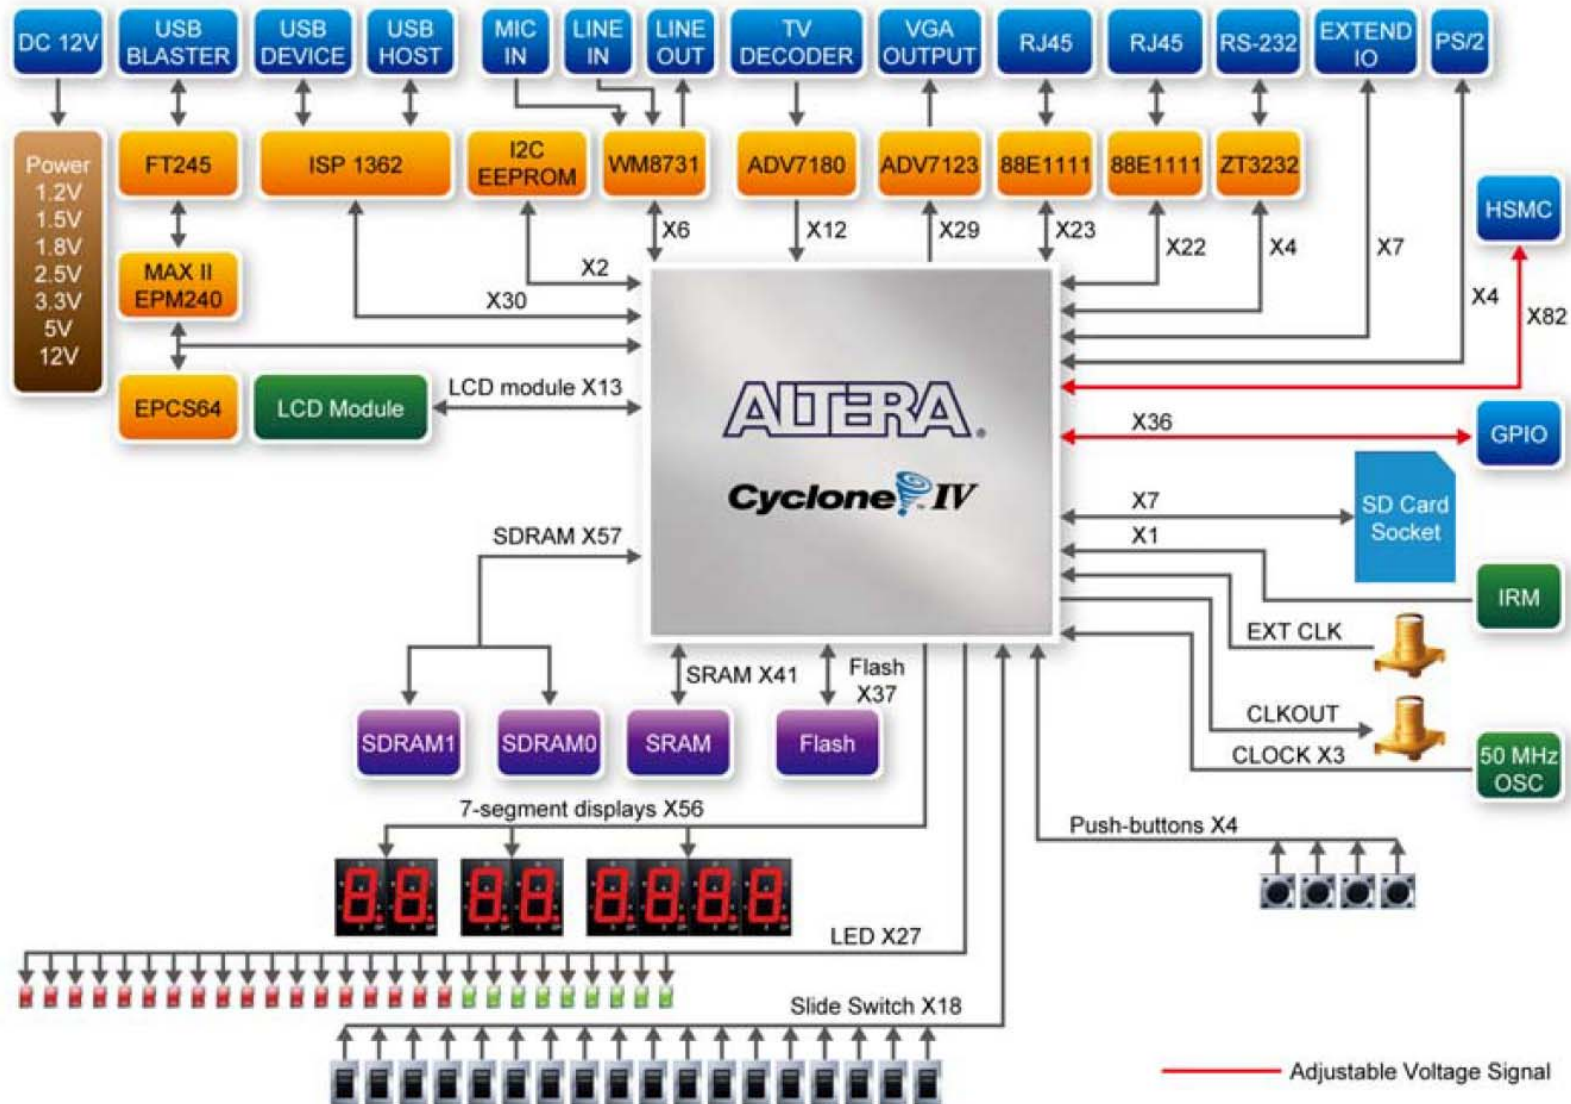 DC 12V
USB
BLASTER
USB
DEVICE
USB
HOST
MIC
IN
LINE
IN
LINE
OUT
TV
DECODER
VGA
OUTPUT
RJ45
RJ45
RS-232
EXTEND
IO
PS/2
Power
1.2V
1.5V
1.8V
2.5V
3.3V
5V
12V
FT245
ISP 1362
I2C
EEPROM
WM8731
ADV7180
ADV7123
88E1111
88E1111
ZT3232
HSMC
X6
X12
X29
X23
X22
X4
X7
X4
X82
X2
X30
MAX II
EPM240
EPCS64
LCD Module
LCD module X13
ALTERA®
Cyclone™ IV
X36
GPIO
X7
SD Card
Socket
X1
IRM
EXT CLK
CLKOUT
CLOCK X3
50 MHz
OSC
SDRAM X57
SRAM X41
Flash
X37
SDRAM1
SDRAM0
SRAM
Flash
7-segment displays X56
Push-buttons X4
88 88 8888
LED X27
Slide Switch X18
Adjustable Voltage Signal